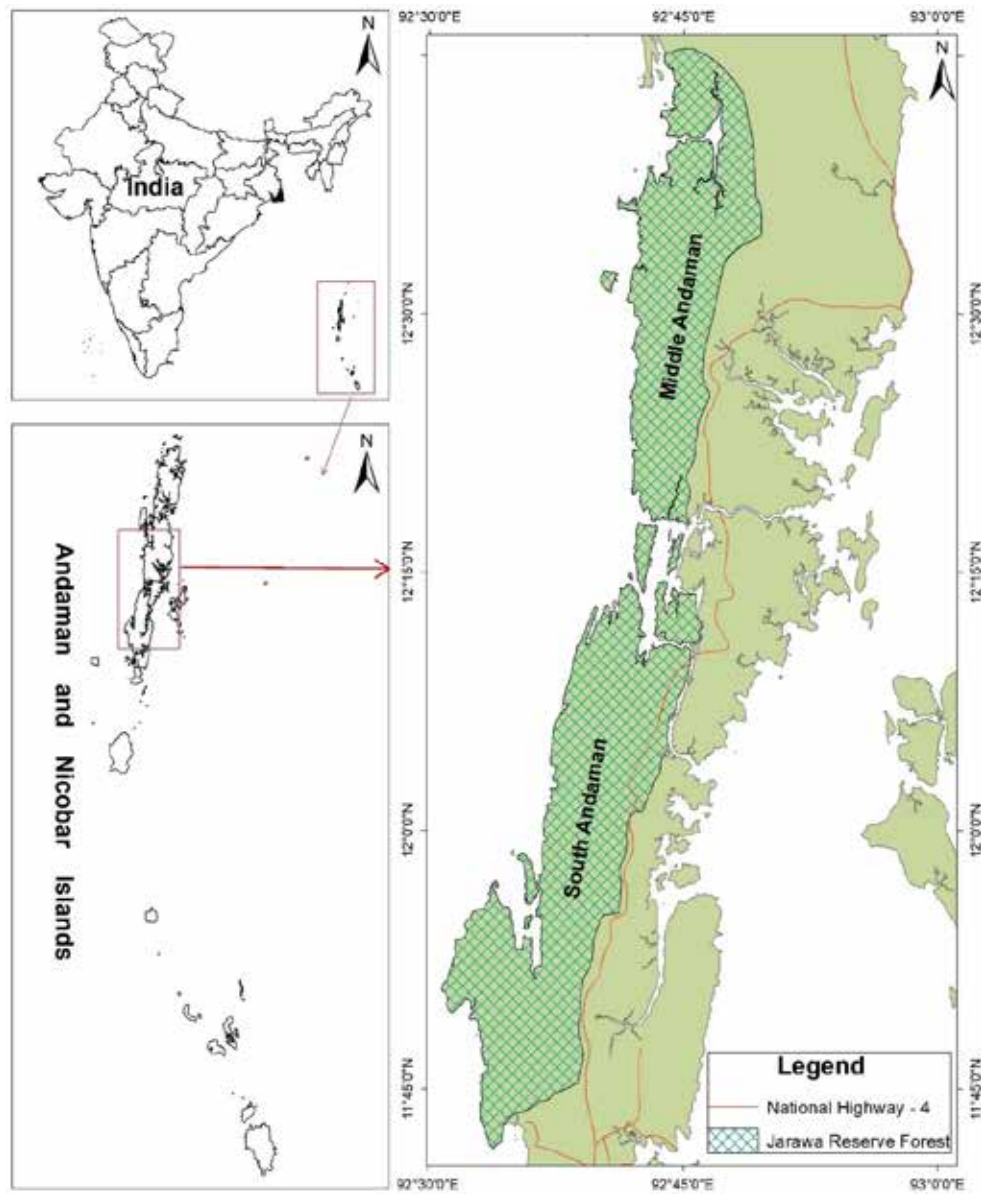 N
India
N
Andaman and Nicobar Islands
92°30'0"E
92°45'0"E
93°0'0"E
N
12°30'0"N
12°15'0"N
12°0'0"N
11°45'0"N
Middle Andaman
South Andaman
12°30'0"N
12°15'0"N
12°0'0"N
11°45'0"N
Legend
National Highway - 4
Jarawa Reserve Forest
92°30'0"E
92°45'0"E
93°0'0"E